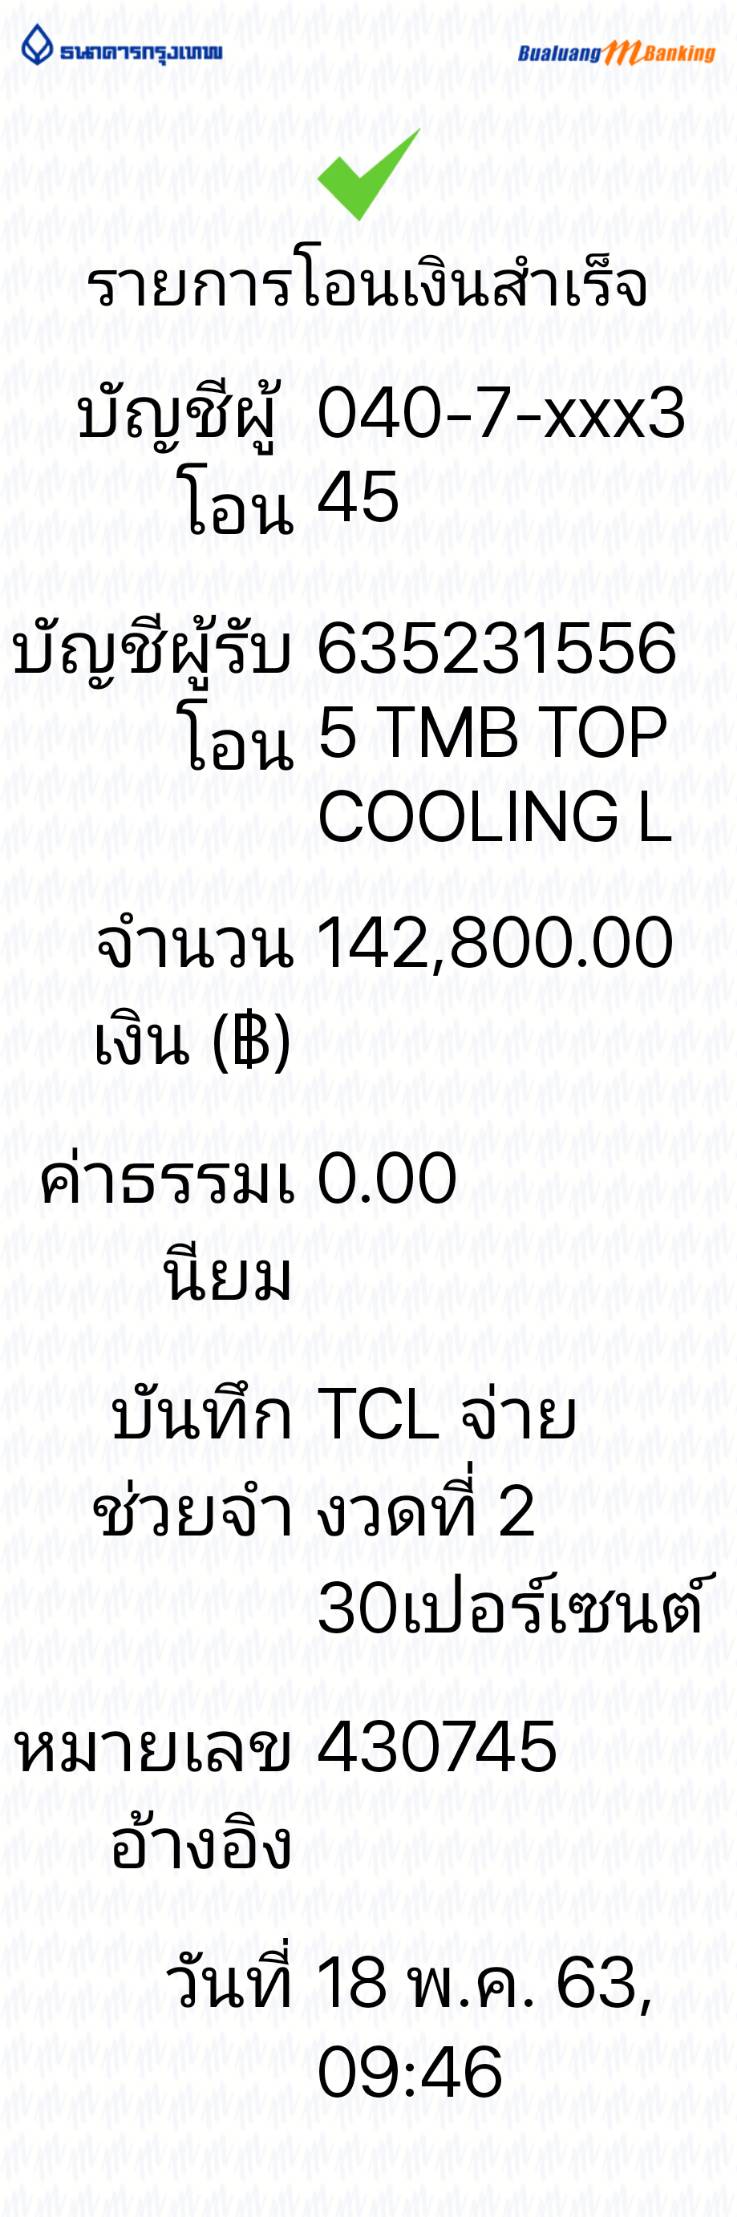 ธนาคารกรุงเทพ Bualuang mBanking
รายการโอนเงินสำเร็จ
บัญชีผู้ 040-7-xxx3
โอน 45
บัญชีผู้รับ 635231556
โอน 5 TMB TOP
COOLING L
จำนวน 142,800.00
เงิน (฿)
ค่าธรรมเ 0.00
นียม
บันทึก TCL จ่าย
ช่วยจำ งวดที่ 2
30เปอร์เซนต์
หมายเลข 430745
อ้างอิง
วันที่ 18 พ.ค. 63,
09:46